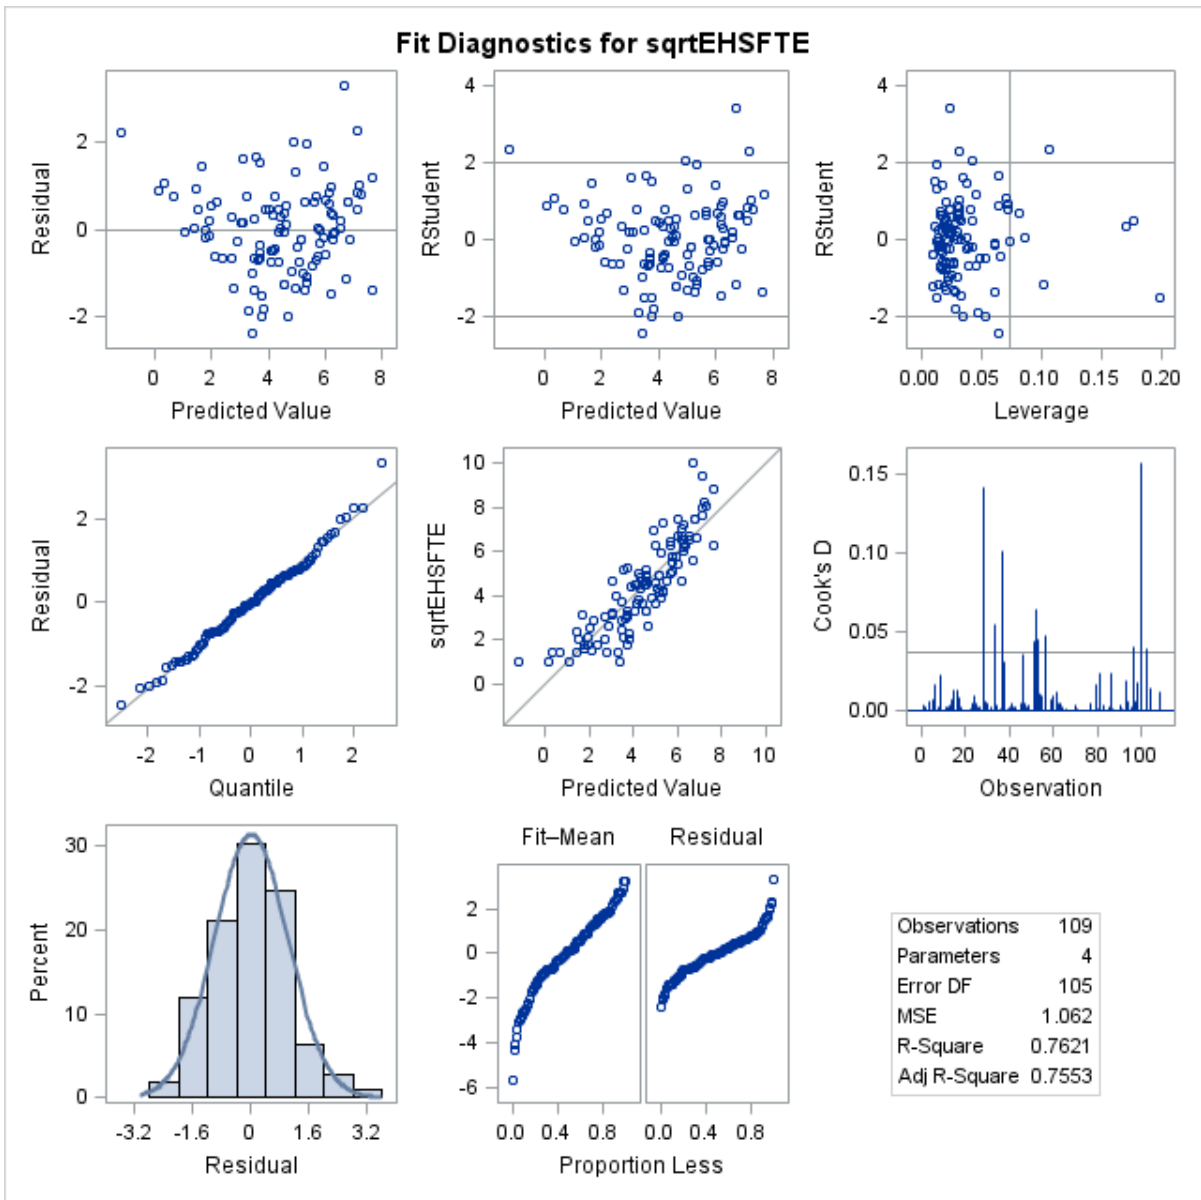 Fit Diagnostics for sqrtEHSFTE
Residual
2
0
-2
0 2 4 6 8
Predicted Value
RStudent
4
2
0
-2
0 2 4 6 8
Predicted Value
RStudent
4
2
0
-2
0.00 0.05 0.10 0.15 0.20
Leverage
Residual
2
0
-2
-2 -1 0 1 2
Quantile
sqrtEHSFTE
10
8
6
4
2
0
0 2 4 6 8 10
Predicted Value
Cook's D
0.15
0.10
0.05
0.00
0 20 40 60 80 100
Observation
Percent
30
20
10
0
-3.2 -1.6 0 1.6 3.2
Residual
Fit–Mean Residual
2
0
-2
-4
-6
0.0 0.4 0.8 0.0 0.4 0.8
Proportion Less
Observations 109
Parameters 4
Error DF 105
MSE 1.062
R-Square 0.7621
Adj R-Square 0.7553